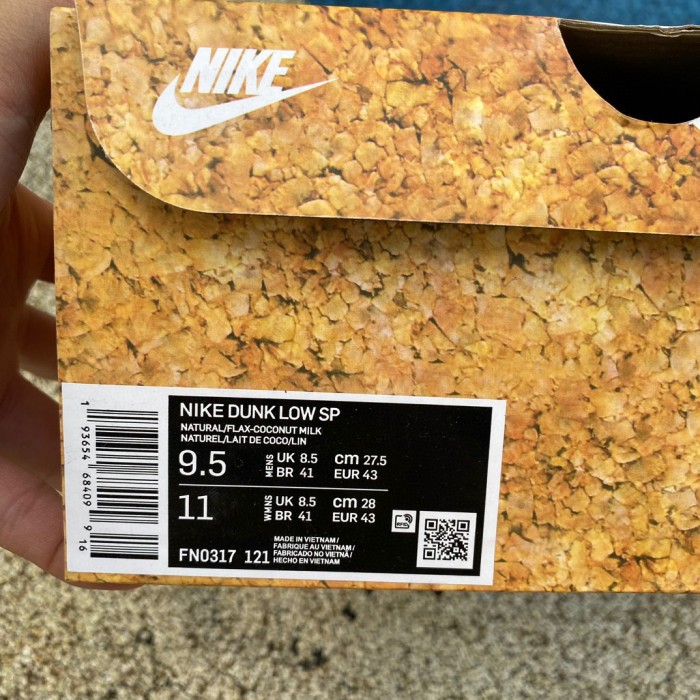 NIKE
NIKE DUNK LOW SP
NATURAL/FLAX-COCONUT MILK
NATUREL/LAIT DE COCO/LIN
9.5 MENS UK 8.5 cm 27.5
BR 41 EUR 43
11 WMNS UK 8.5 cm 28
BR 41 EUR 43
FN0317 121
MADE IN VIETNAM/
FABRIQUE AU VIETNAM/
FABRICADO NO VIETNÃ/
HECHO EN VIETNAM
RFID
1 93654 68409 9 16